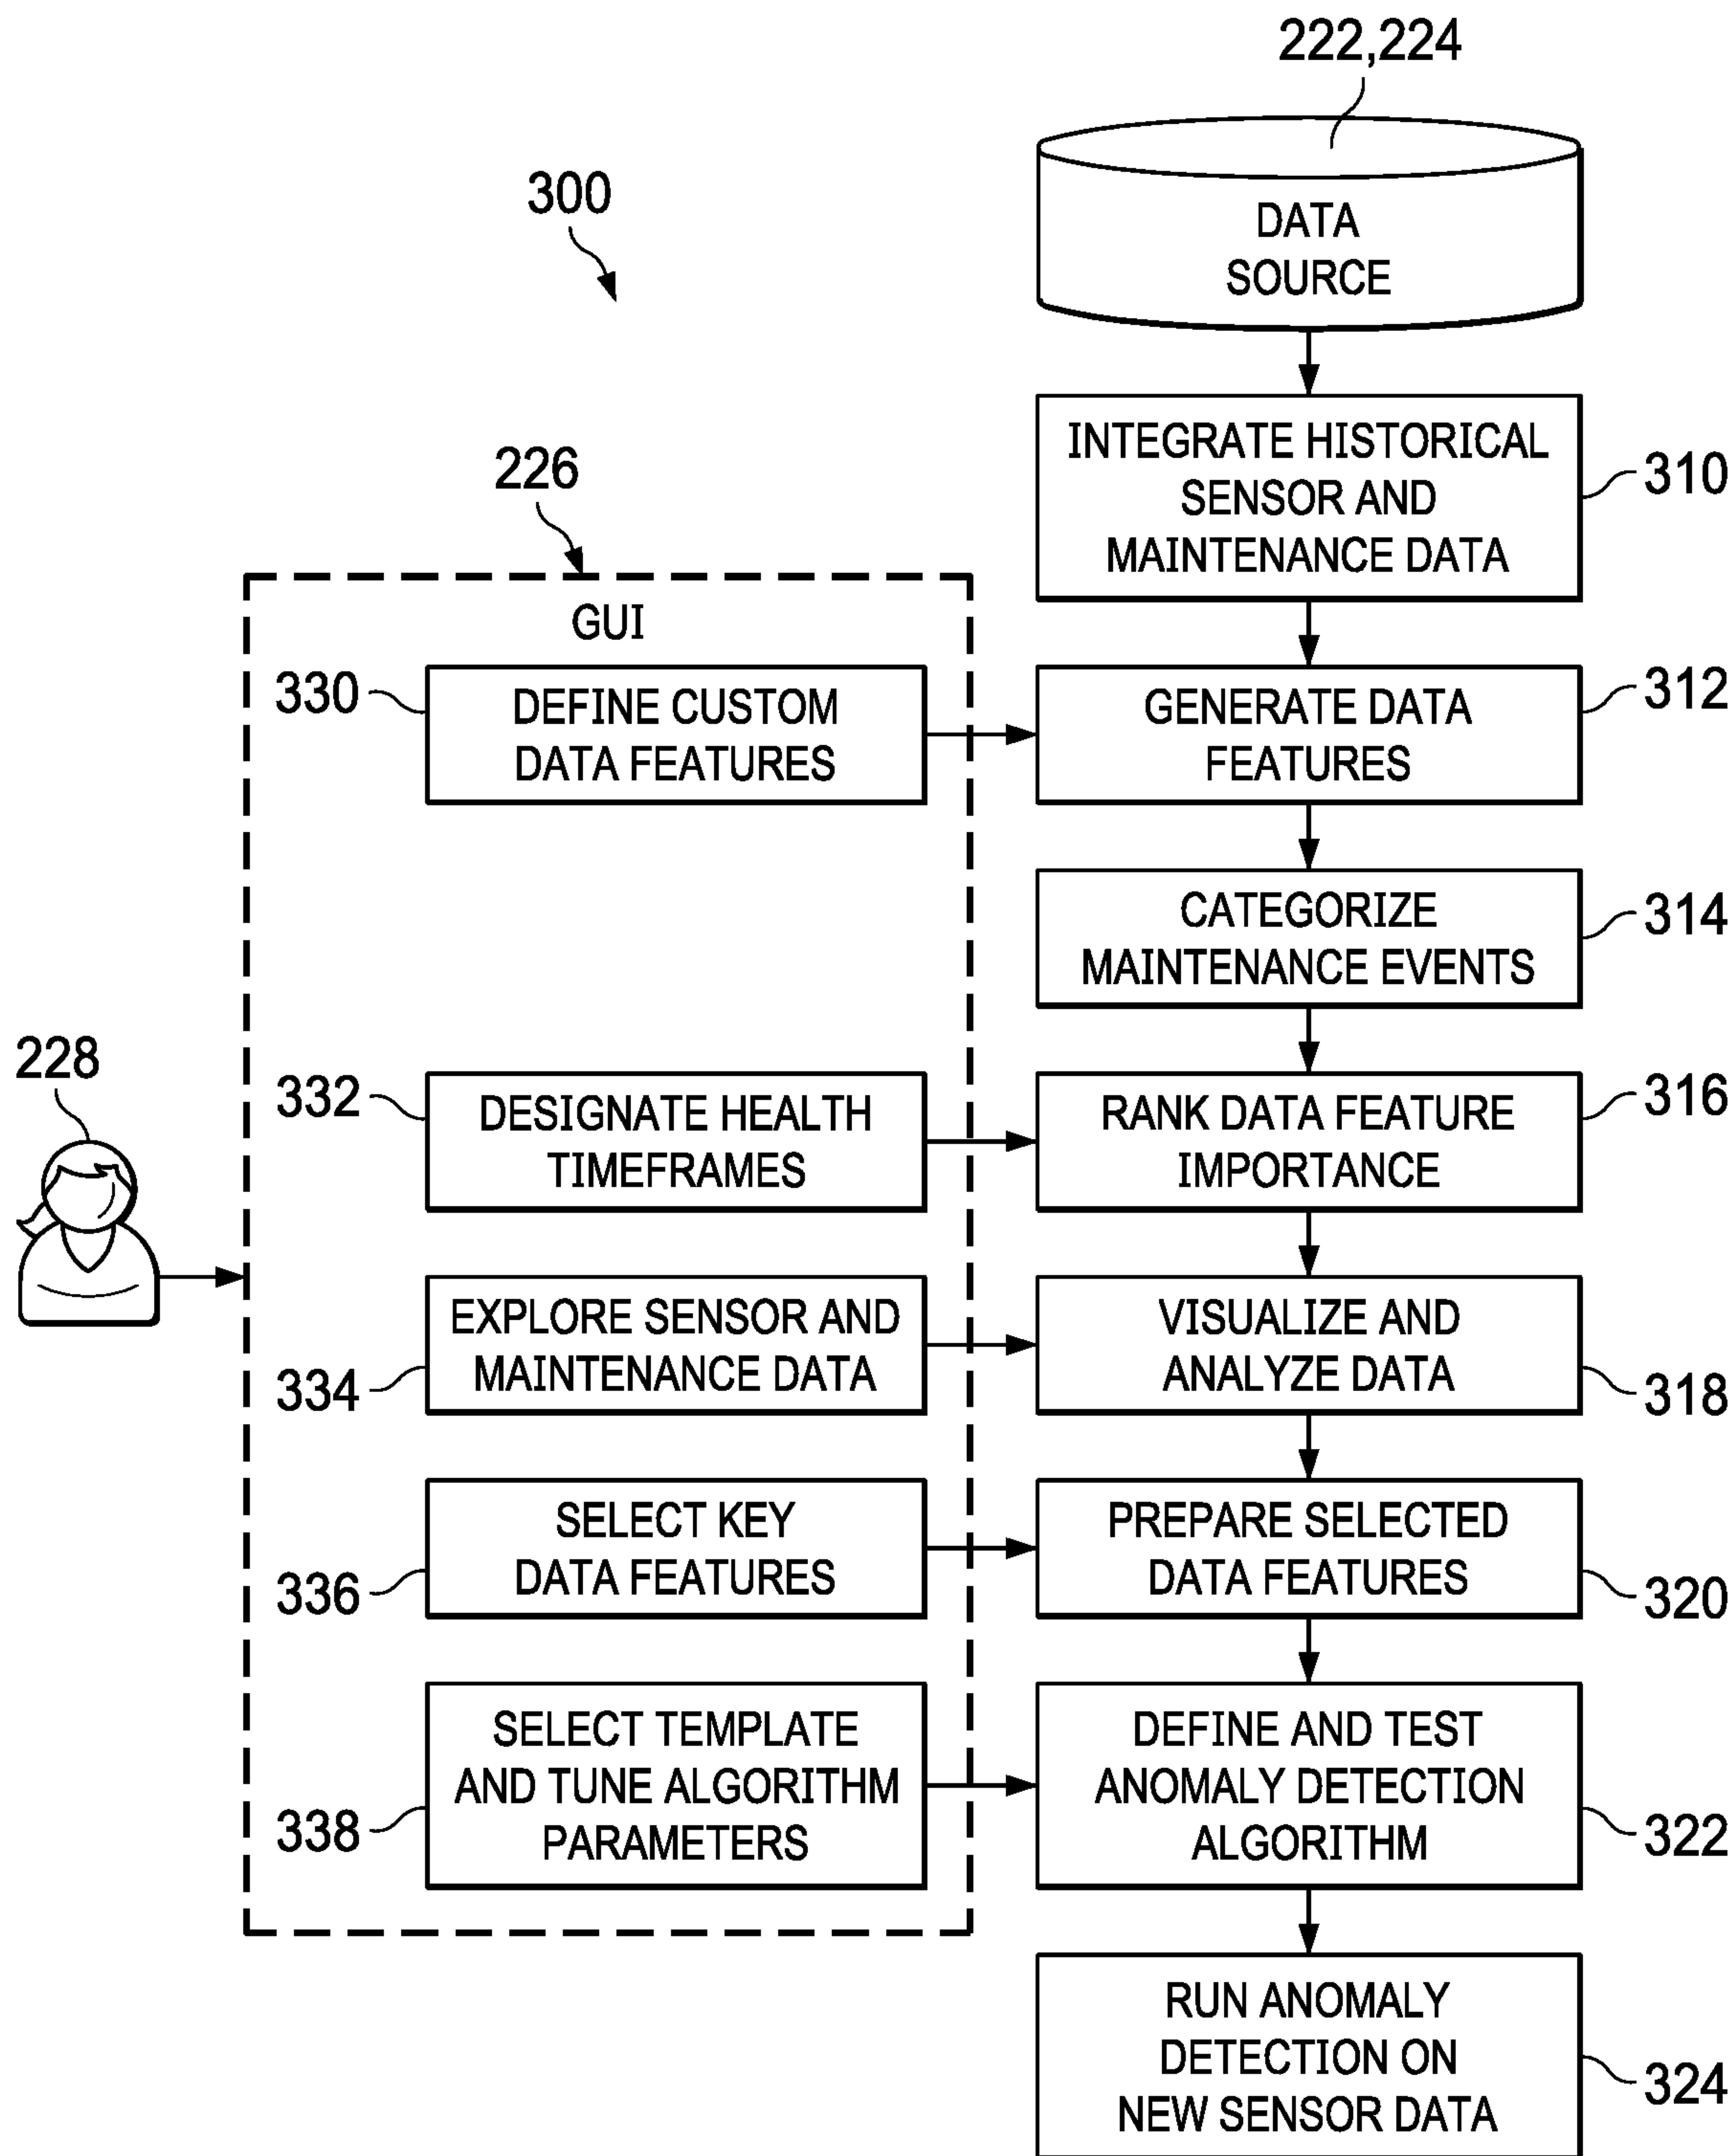 222,224
DATA
SOURCE
300
INTEGRATE HISTORICAL
SENSOR AND
MAINTENANCE DATA
310
226
GUI
330
DEFINE CUSTOM
DATA FEATURES
GENERATE DATA
FEATURES
312
CATEGORIZE
MAINTENANCE EVENTS
314
228
332
DESIGNATE HEALTH
TIMEFRAMES
RANK DATA FEATURE
IMPORTANCE
316
EXPLORE SENSOR AND
MAINTENANCE DATA
334
VISUALIZE AND
ANALYZE DATA
318
SELECT KEY
DATA FEATURES
336
PREPARE SELECTED
DATA FEATURES
320
SELECT TEMPLATE
AND TUNE ALGORITHM
PARAMETERS
338
DEFINE AND TEST
ANOMALY DETECTION
ALGORITHM
322
RUN ANOMALY
DETECTION ON
NEW SENSOR DATA
324